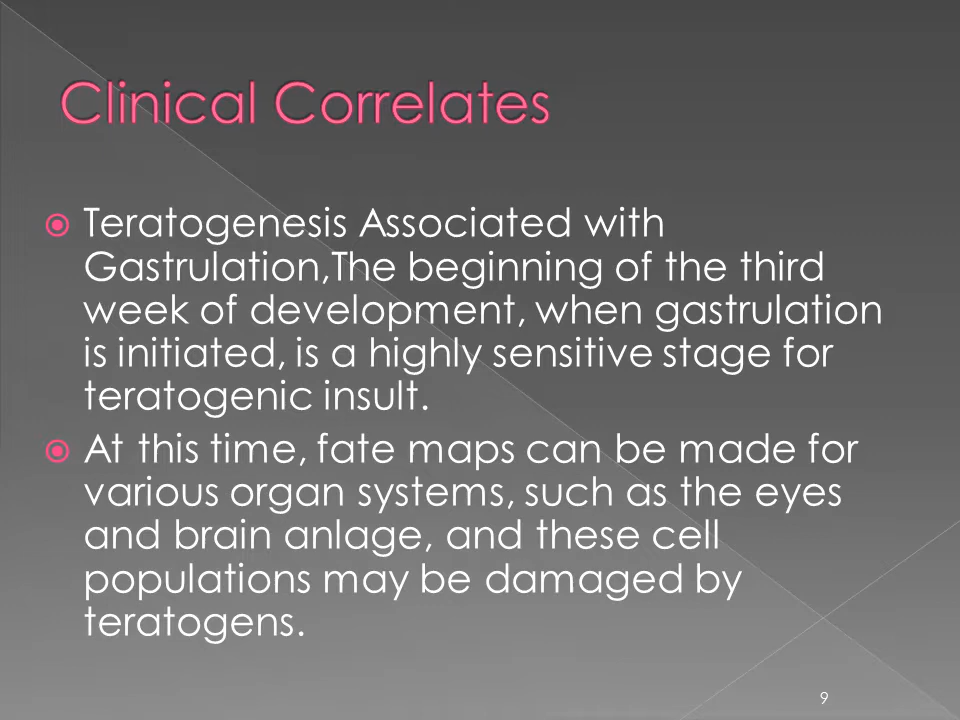 Clinical Correlates
Teratogenesis Associated with
Gastrulation,The beginning of the third
week of development, when gastrulation
is initiated, is a highly sensitive stage for
teratogenic insult.
At this time, fate maps can be made for
various organ systems, such as the eyes
and brain anlage, and these cell
populations may be damaged by
teratogens.
9